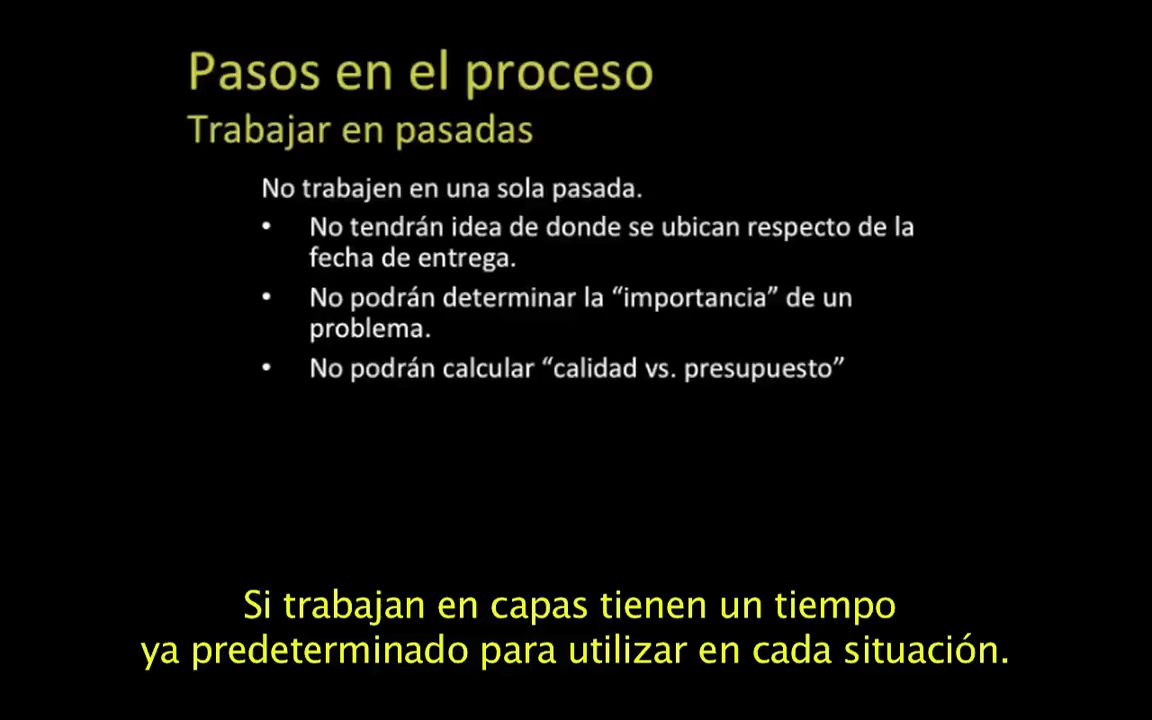 Pasos en el proceso
Trabajar en pasadas
No trabajen en una sola pasada.
• No tendrán idea de donde se ubican respecto de la
fecha de entrega.
• No podrán determinar la “importancia” de un
problema.
• No podrán calcular “calidad vs. presupuesto”
Si trabajan en capas tienen un tiempo
ya predeterminado para utilizar en cada situación.